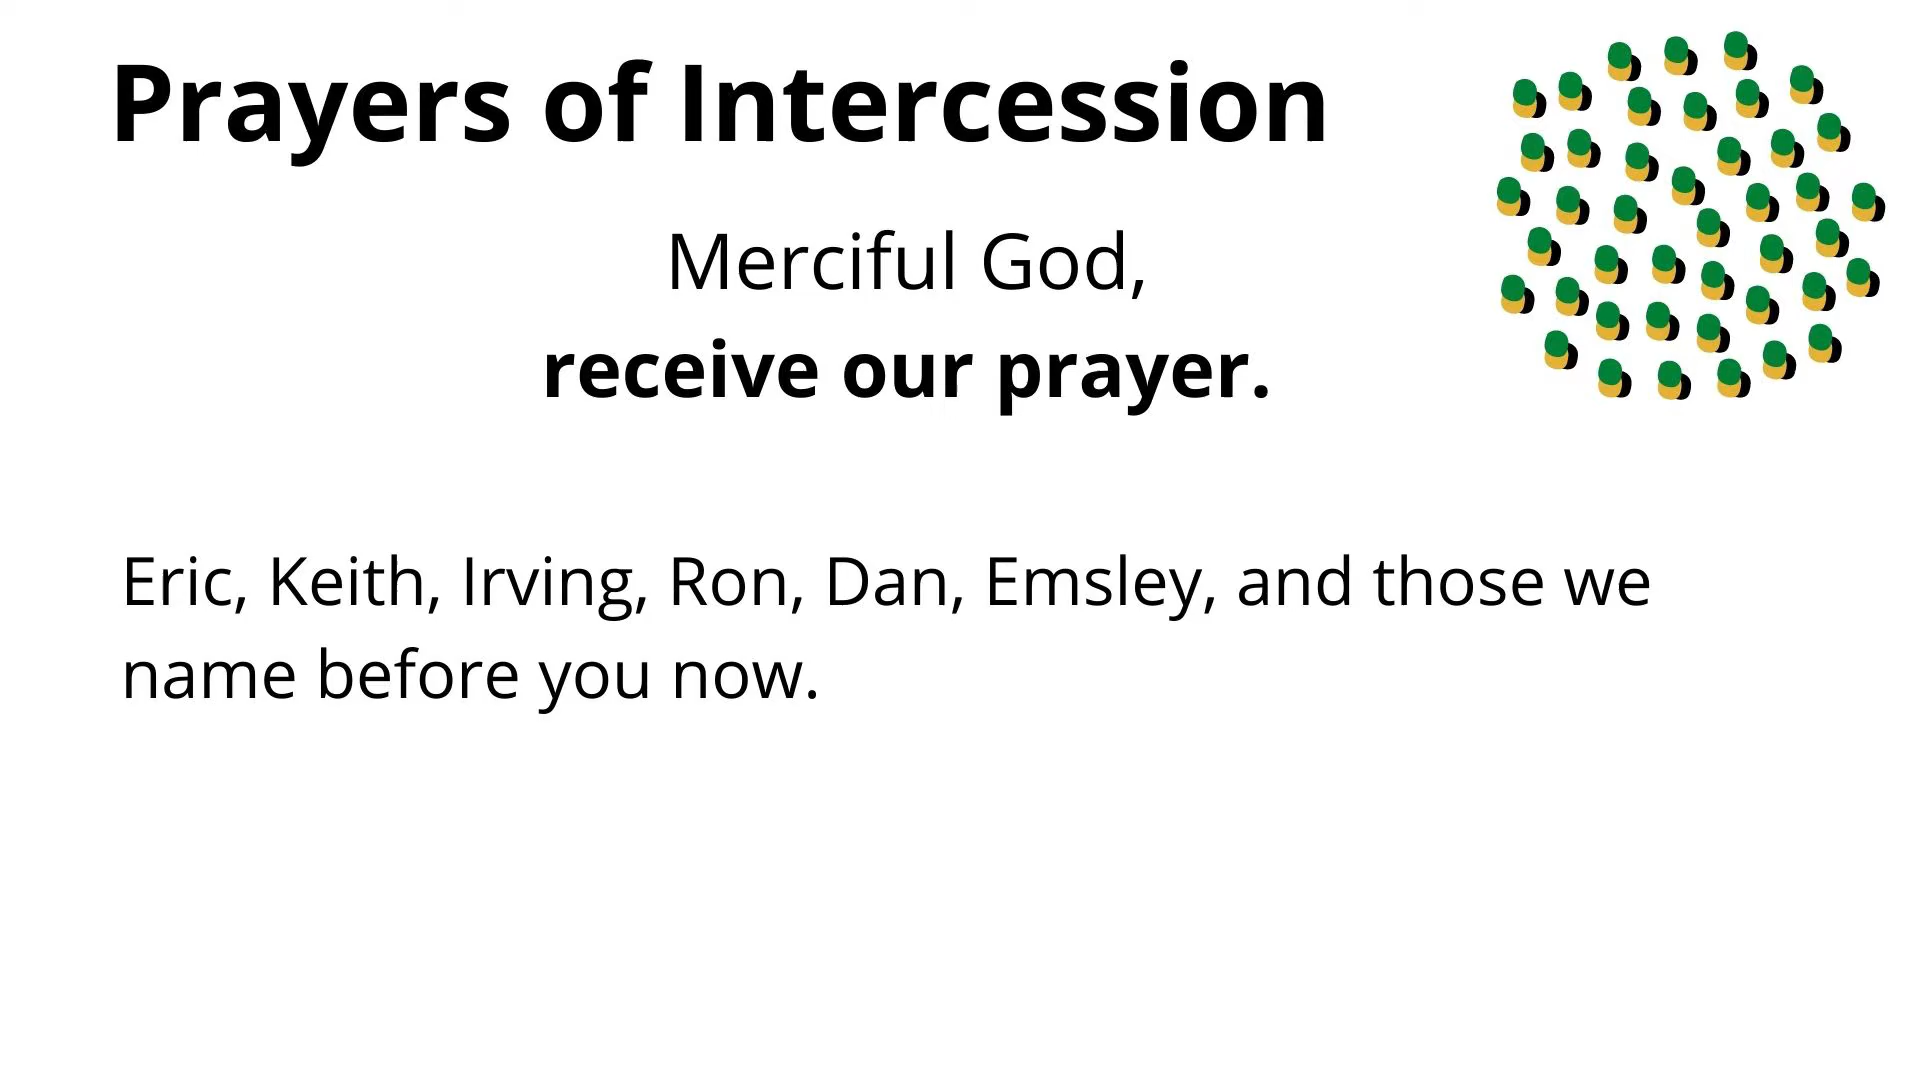 Prayers of Intercession
Merciful God,
receive our prayer.
Eric, Keith, Irving, Ron, Dan, Emsley, and those we
name before you now.